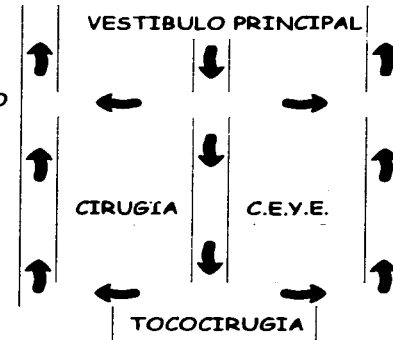 VESTIBULO PRINCIPAL
O
CIRUGIA
C.E.Y.E.
TOCOCIRUGIA